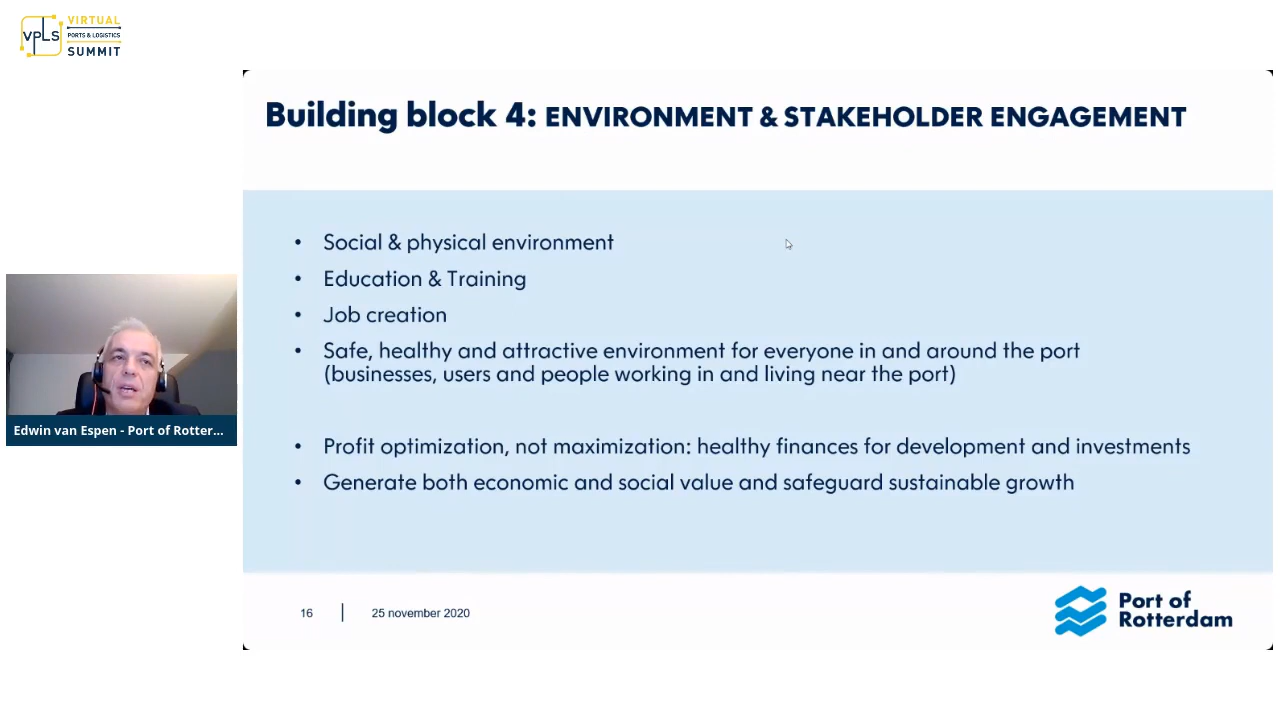 vpLs
VIRTUAL
PORTS & LOGISTICS
SUMMIT
Building block 4: ENVIRONMENT & STAKEHOLDER ENGAGEMENT
• Social & physical environment
• Education & Training
• Job creation
• Safe, healthy and attractive environment for everyone in and around the port
(businesses, users and people working in and living near the port)
Edwin van Espen - Port of Rotter...
• Profit optimization, not maximization: healthy finances for development and investments
• Generate both economic and social value and safeguard sustainable growth
16 | 25 november 2020
Port of
Rotterdam